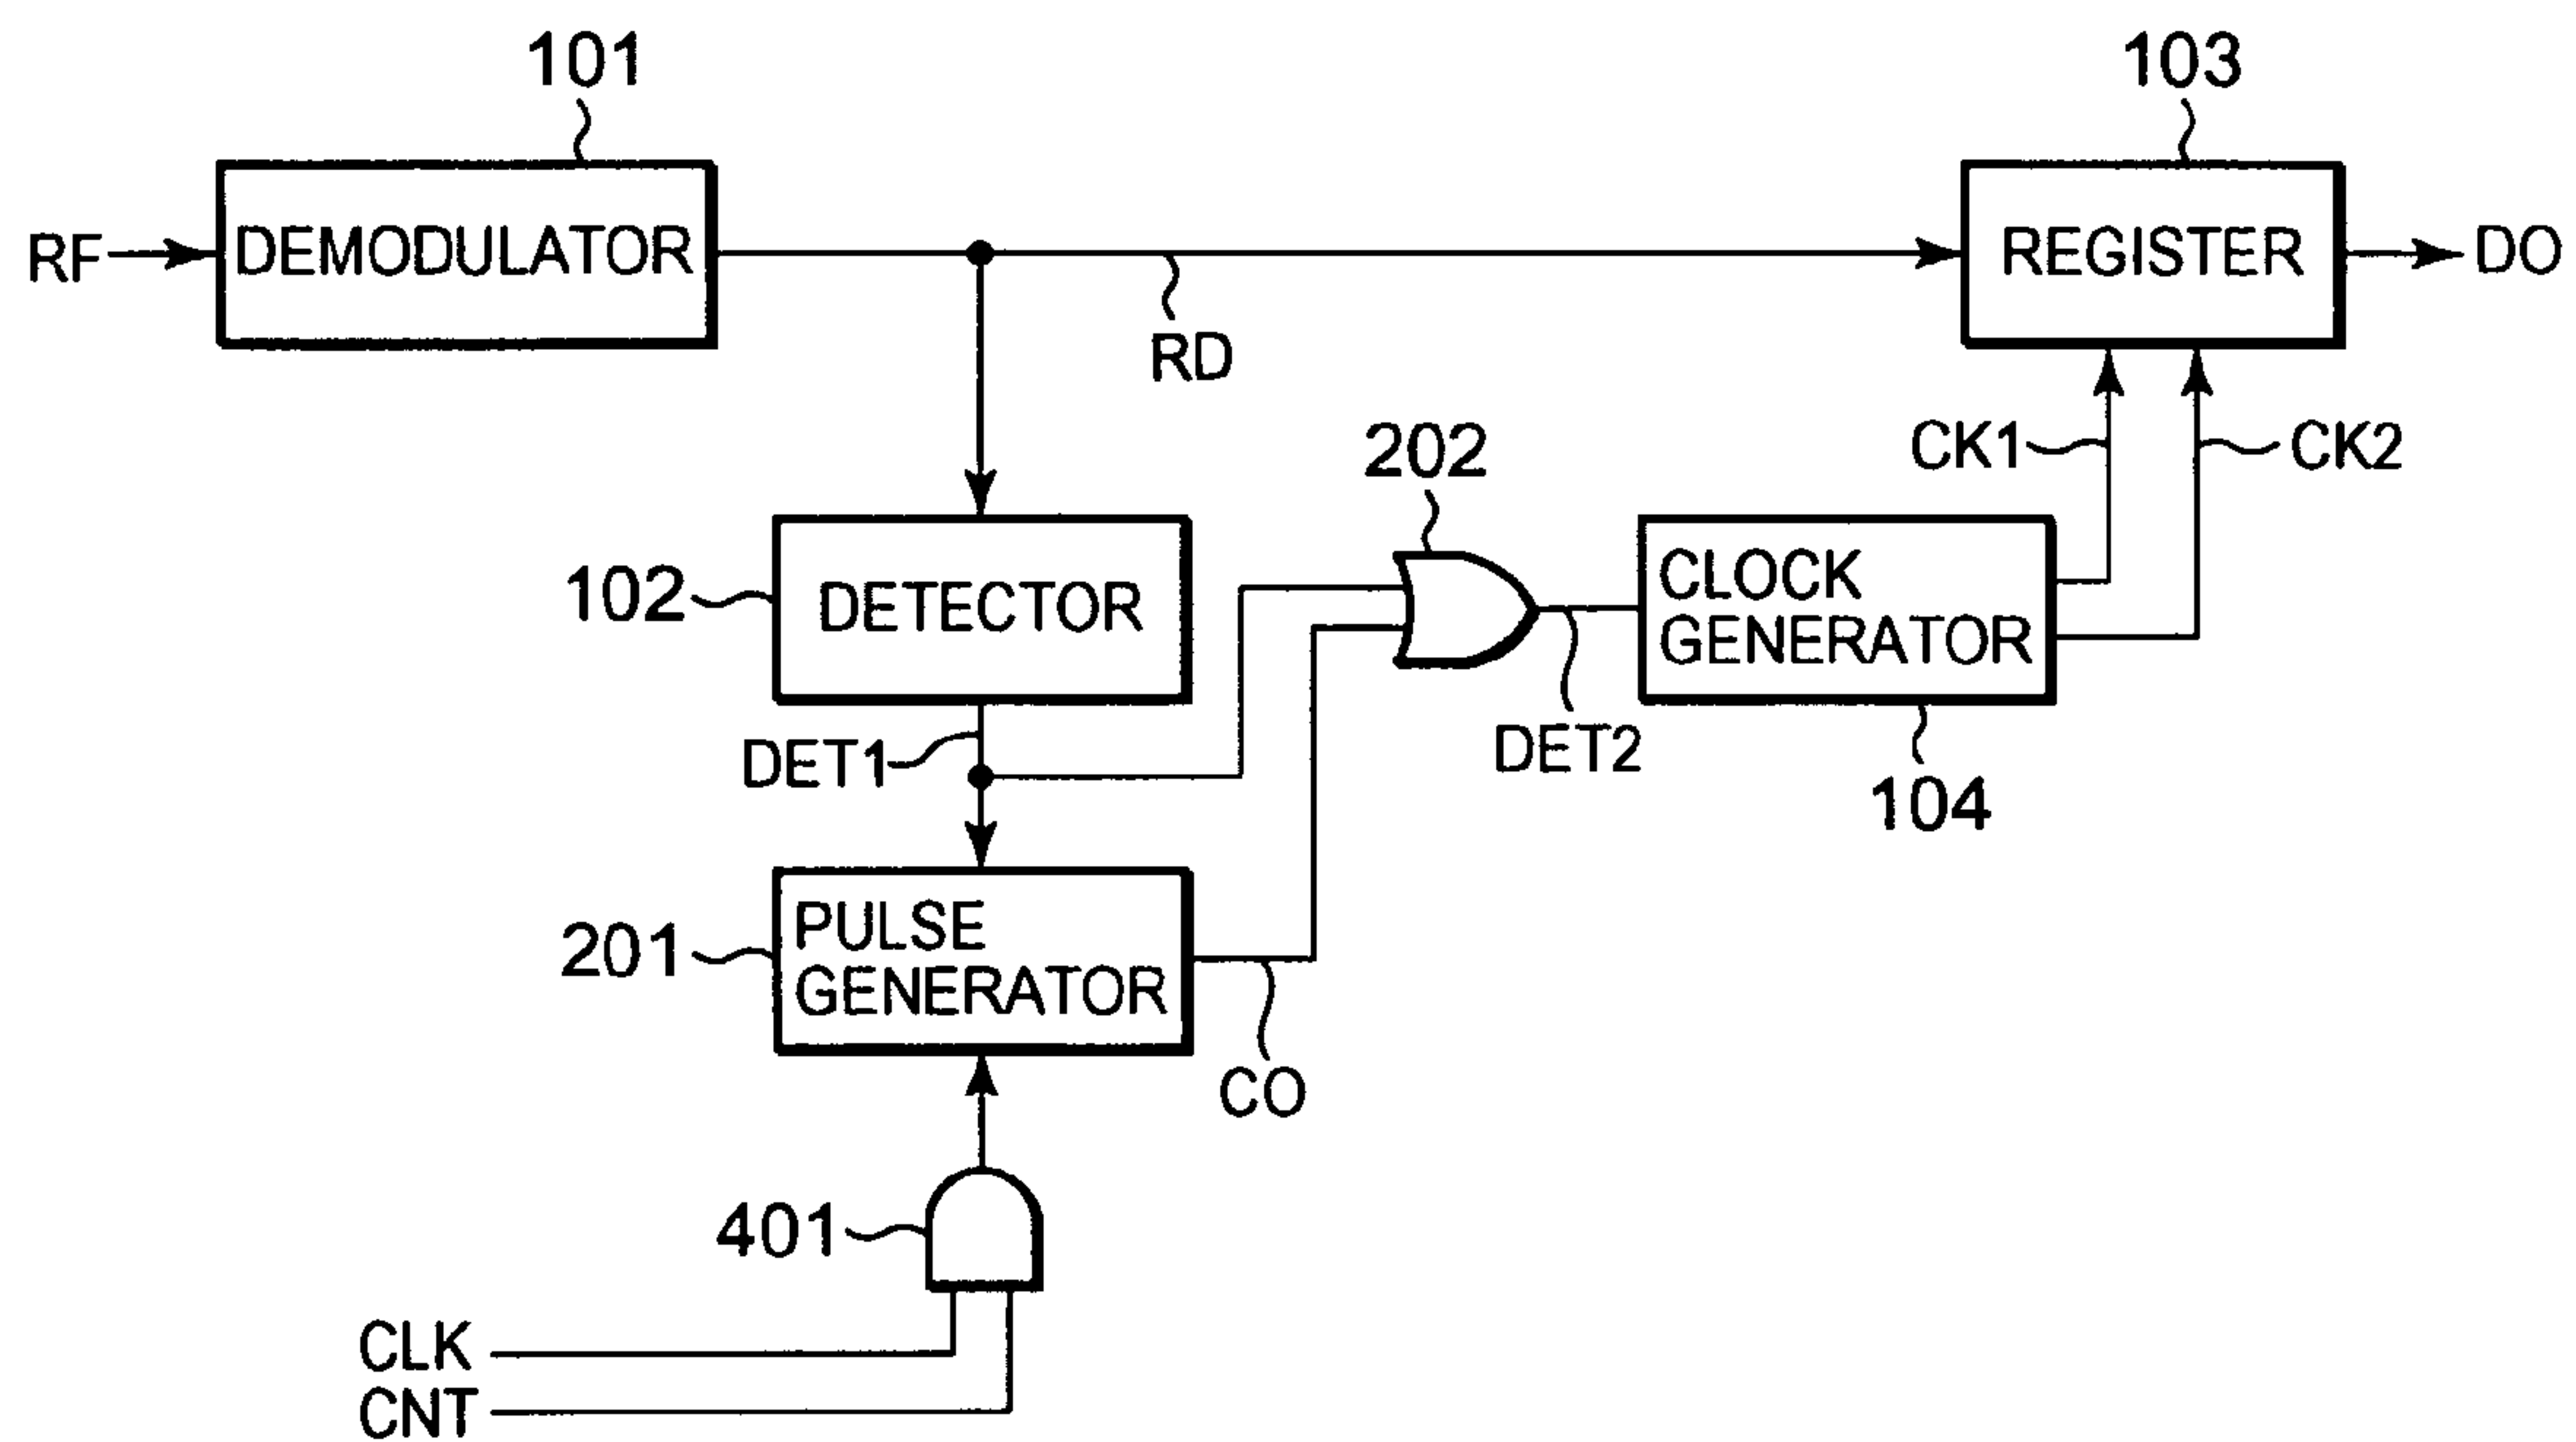 101
103
RF
DEMODULATOR
REGISTER
DO
RD
202
CK1
CK2
102
DETECTOR
CLOCK
GENERATOR
DET1
DET2
104
201
PULSE
GENERATOR
CO
401
CLK
CNT